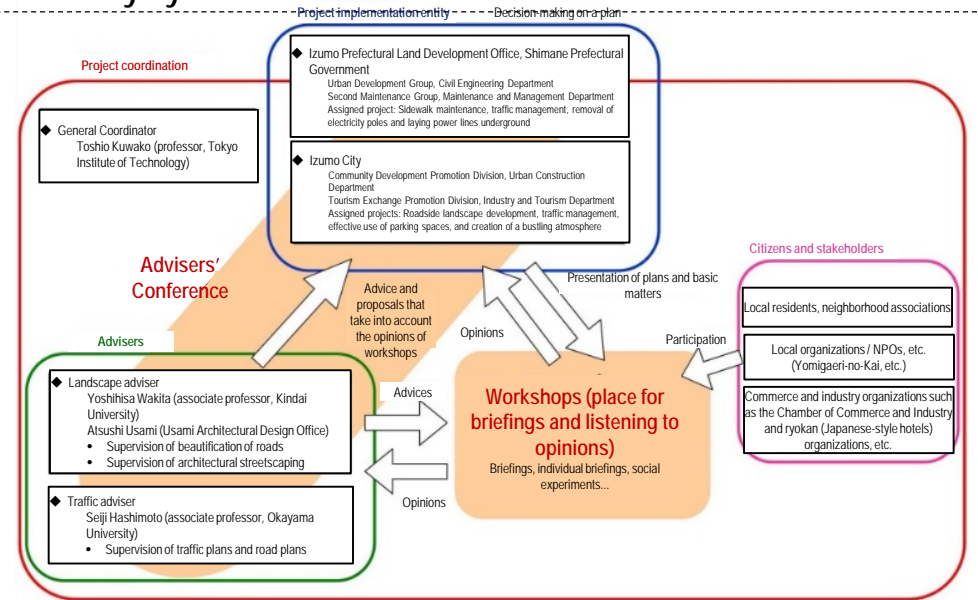 Project implementation entity
Decision-making on a plan
Project coordination
◆ Izumo Prefectural Land Development Office, Shimane Prefectural
Government
Urban Development Group, Civil Engineering Department
Second Maintenance Group, Maintenance and Management Department
Assigned project: Sidewalk maintenance, traffic management, removal of
electricity poles and laying power lines underground
◆ General Coordinator
Toshio Kuwako (professor, Tokyo
Institute of Technology)
◆ Izumo City
Community Development Promotion Division, Urban Construction
Department
Tourism Exchange Promotion Division, Industry and Tourism Department
Assigned projects: Roadside landscape development, traffic management,
effective use of parking spaces, and creation of a bustling atmosphere
Advisers’
Conference
Advice and
proposals that
take into account
the opinions of
workshops
Opinions
Presentation of plans and basic
matters
Citizens and stakeholders
Local residents, neighborhood associations
Local organizations / NPOs, etc.
(Yomigaeri-no-Kai, etc.)
Commerce and industry organizations such
as the Chamber of Commerce and Industry
and ryokan (Japanese-style hotels)
organizations, etc.
Participation
Advisers
◆ Landscape adviser
Yoshihisa Wakita (associate professor, Kindai
University)
Atsushi Usami (Usami Architectural Design Office)
• Supervision of beautification of roads
• Supervision of architectural streetscaping
◆ Traffic adviser
Seiji Hashimoto (associate professor, Okayama
University)
• Supervision of traffic plans and road plans
Advices
Opinions
Workshops (place for
briefings and listening to
opinions)
Briefings, individual briefings, social
experiments...